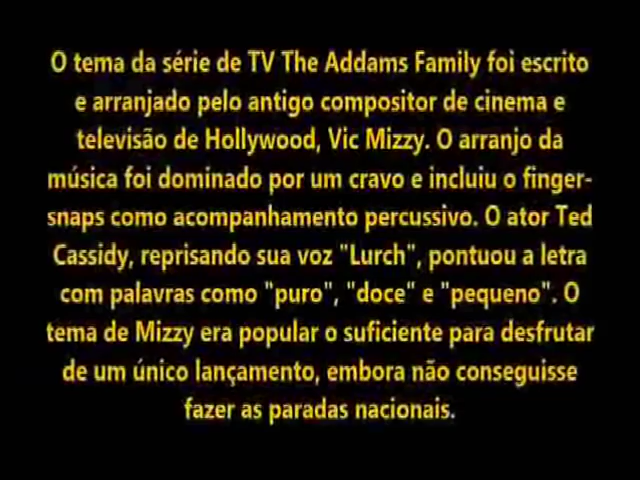 O tema da série de TV The Addams Family foi escrito
e arranjado pelo antigo compositor de cinema e
televisão de Hollywood, Vic Mizzy. O arranjo da
música foi dominado por um cravo e incluiu o finger-
snaps como acompanhamento percussivo. O ator Ted
Cassidy, reprisando sua voz "Lurch", pontuou a letra
com palavras como "puro", "doce" e "pequeno". O
tema de Mizzy era popular o suficiente para desfrutar
de um único lançamento, embora não conseguisse
fazer as paradas nacionais.